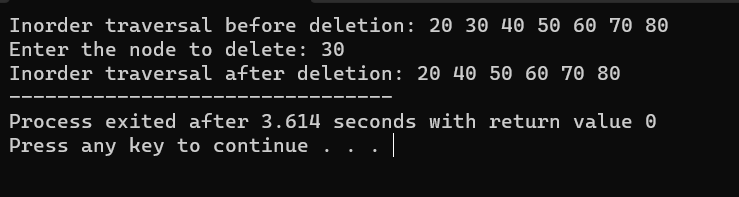 Inorder traversal before deletion: 20 30 40 50 60 70 80
Enter the node to delete: 30
Inorder traversal after deletion: 20 40 50 60 70 80
--------------------------------
Process exited after 3.614 seconds with return value 0
Press any key to continue . . .